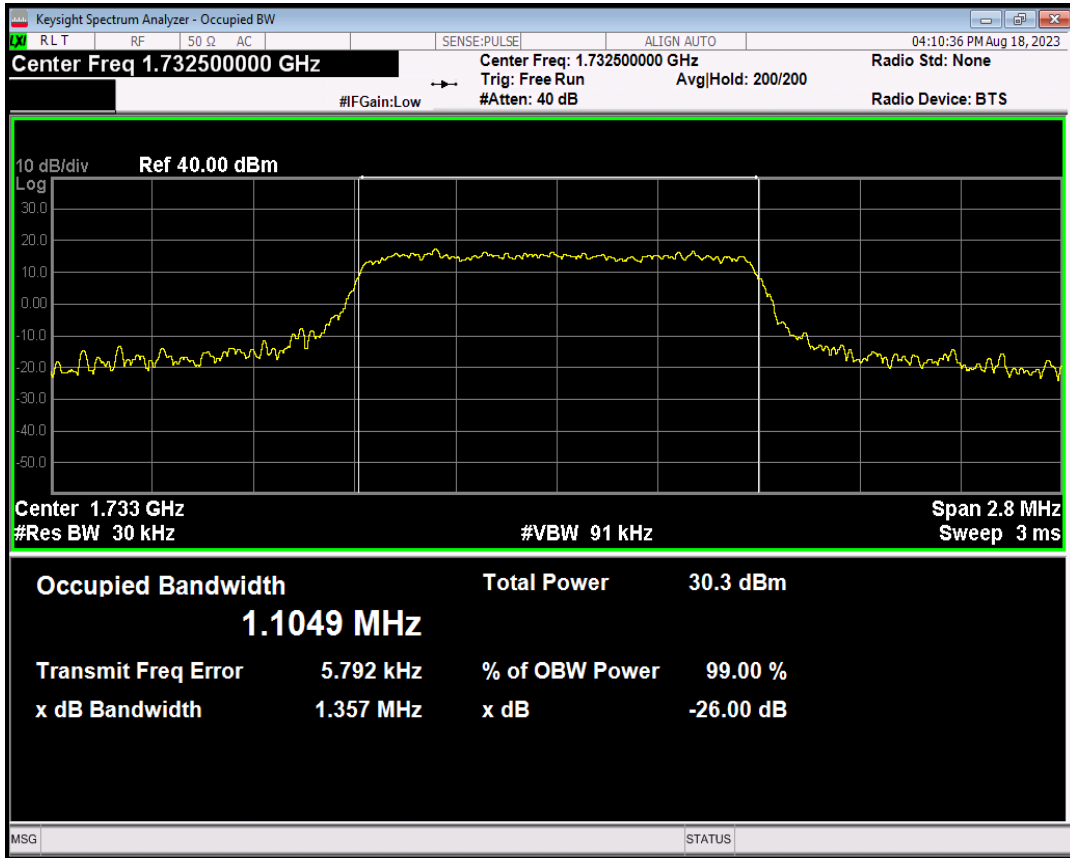 Keysight Spectrum Analyzer - Occupied BW
LXI RLT RF 50 Ω AC SENSE:PULSE ALIGN AUTO 04:10:36 PM Aug 18, 2023
Center Freq 1.732500000 GHz Center Freq: 1.732500000 GHz Radio Std: None
Trig: Free Run Avg|Hold: 200/200
#IFGain:Low #Atten: 40 dB Radio Device: BTS
10 dB/div Ref 40.00 dBm
Log
30.0
20.0
10.0
0.00
-10.0
-20.0
-30.0
-40.0
-50.0
Center 1.733 GHz Span 2.8 MHz
#Res BW 30 kHz #VBW 91 kHz Sweep 3 ms
Occupied Bandwidth Total Power 30.3 dBm
1.1049 MHz
Transmit Freq Error 5.792 kHz % of OBW Power 99.00 %
x dB Bandwidth 1.357 MHz x dB -26.00 dB
MSG STATUS